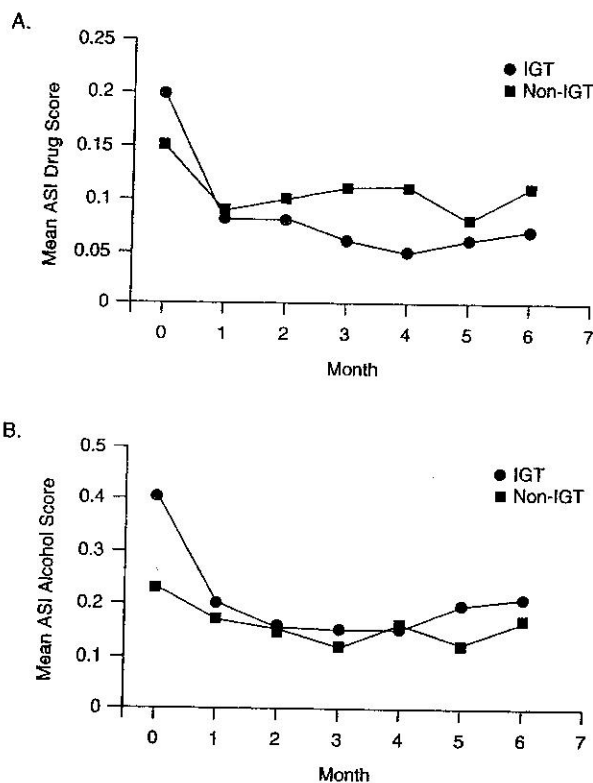 A.
0.25
0.2
0.15
0.1
0.05
0
Mean ASI Drug Score
IGT
Non-IGT
0 1 2 3 4 5 6 7
Month
B.
0.5
0.4
0.3
0.2
0.1
0
Mean ASI Alcohol Score
IGT
Non-IGT
0 1 2 3 4 5 6 7
Month